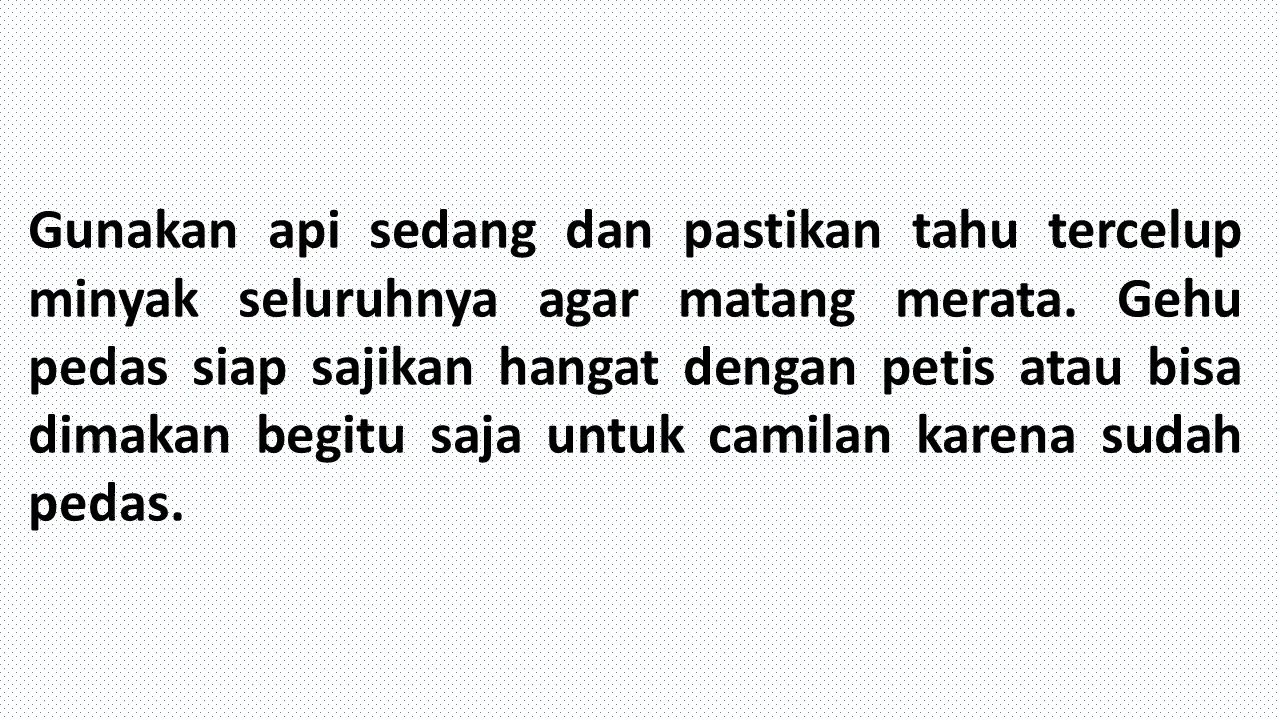 Gunakan api sedang dan pastikan tahu tercelup
minyak seluruhnya agar matang merata. Gehu
pedas siap sajikan hangat dengan petis atau bisa
dimakan begitu saja untuk camilan karena sudah
pedas.